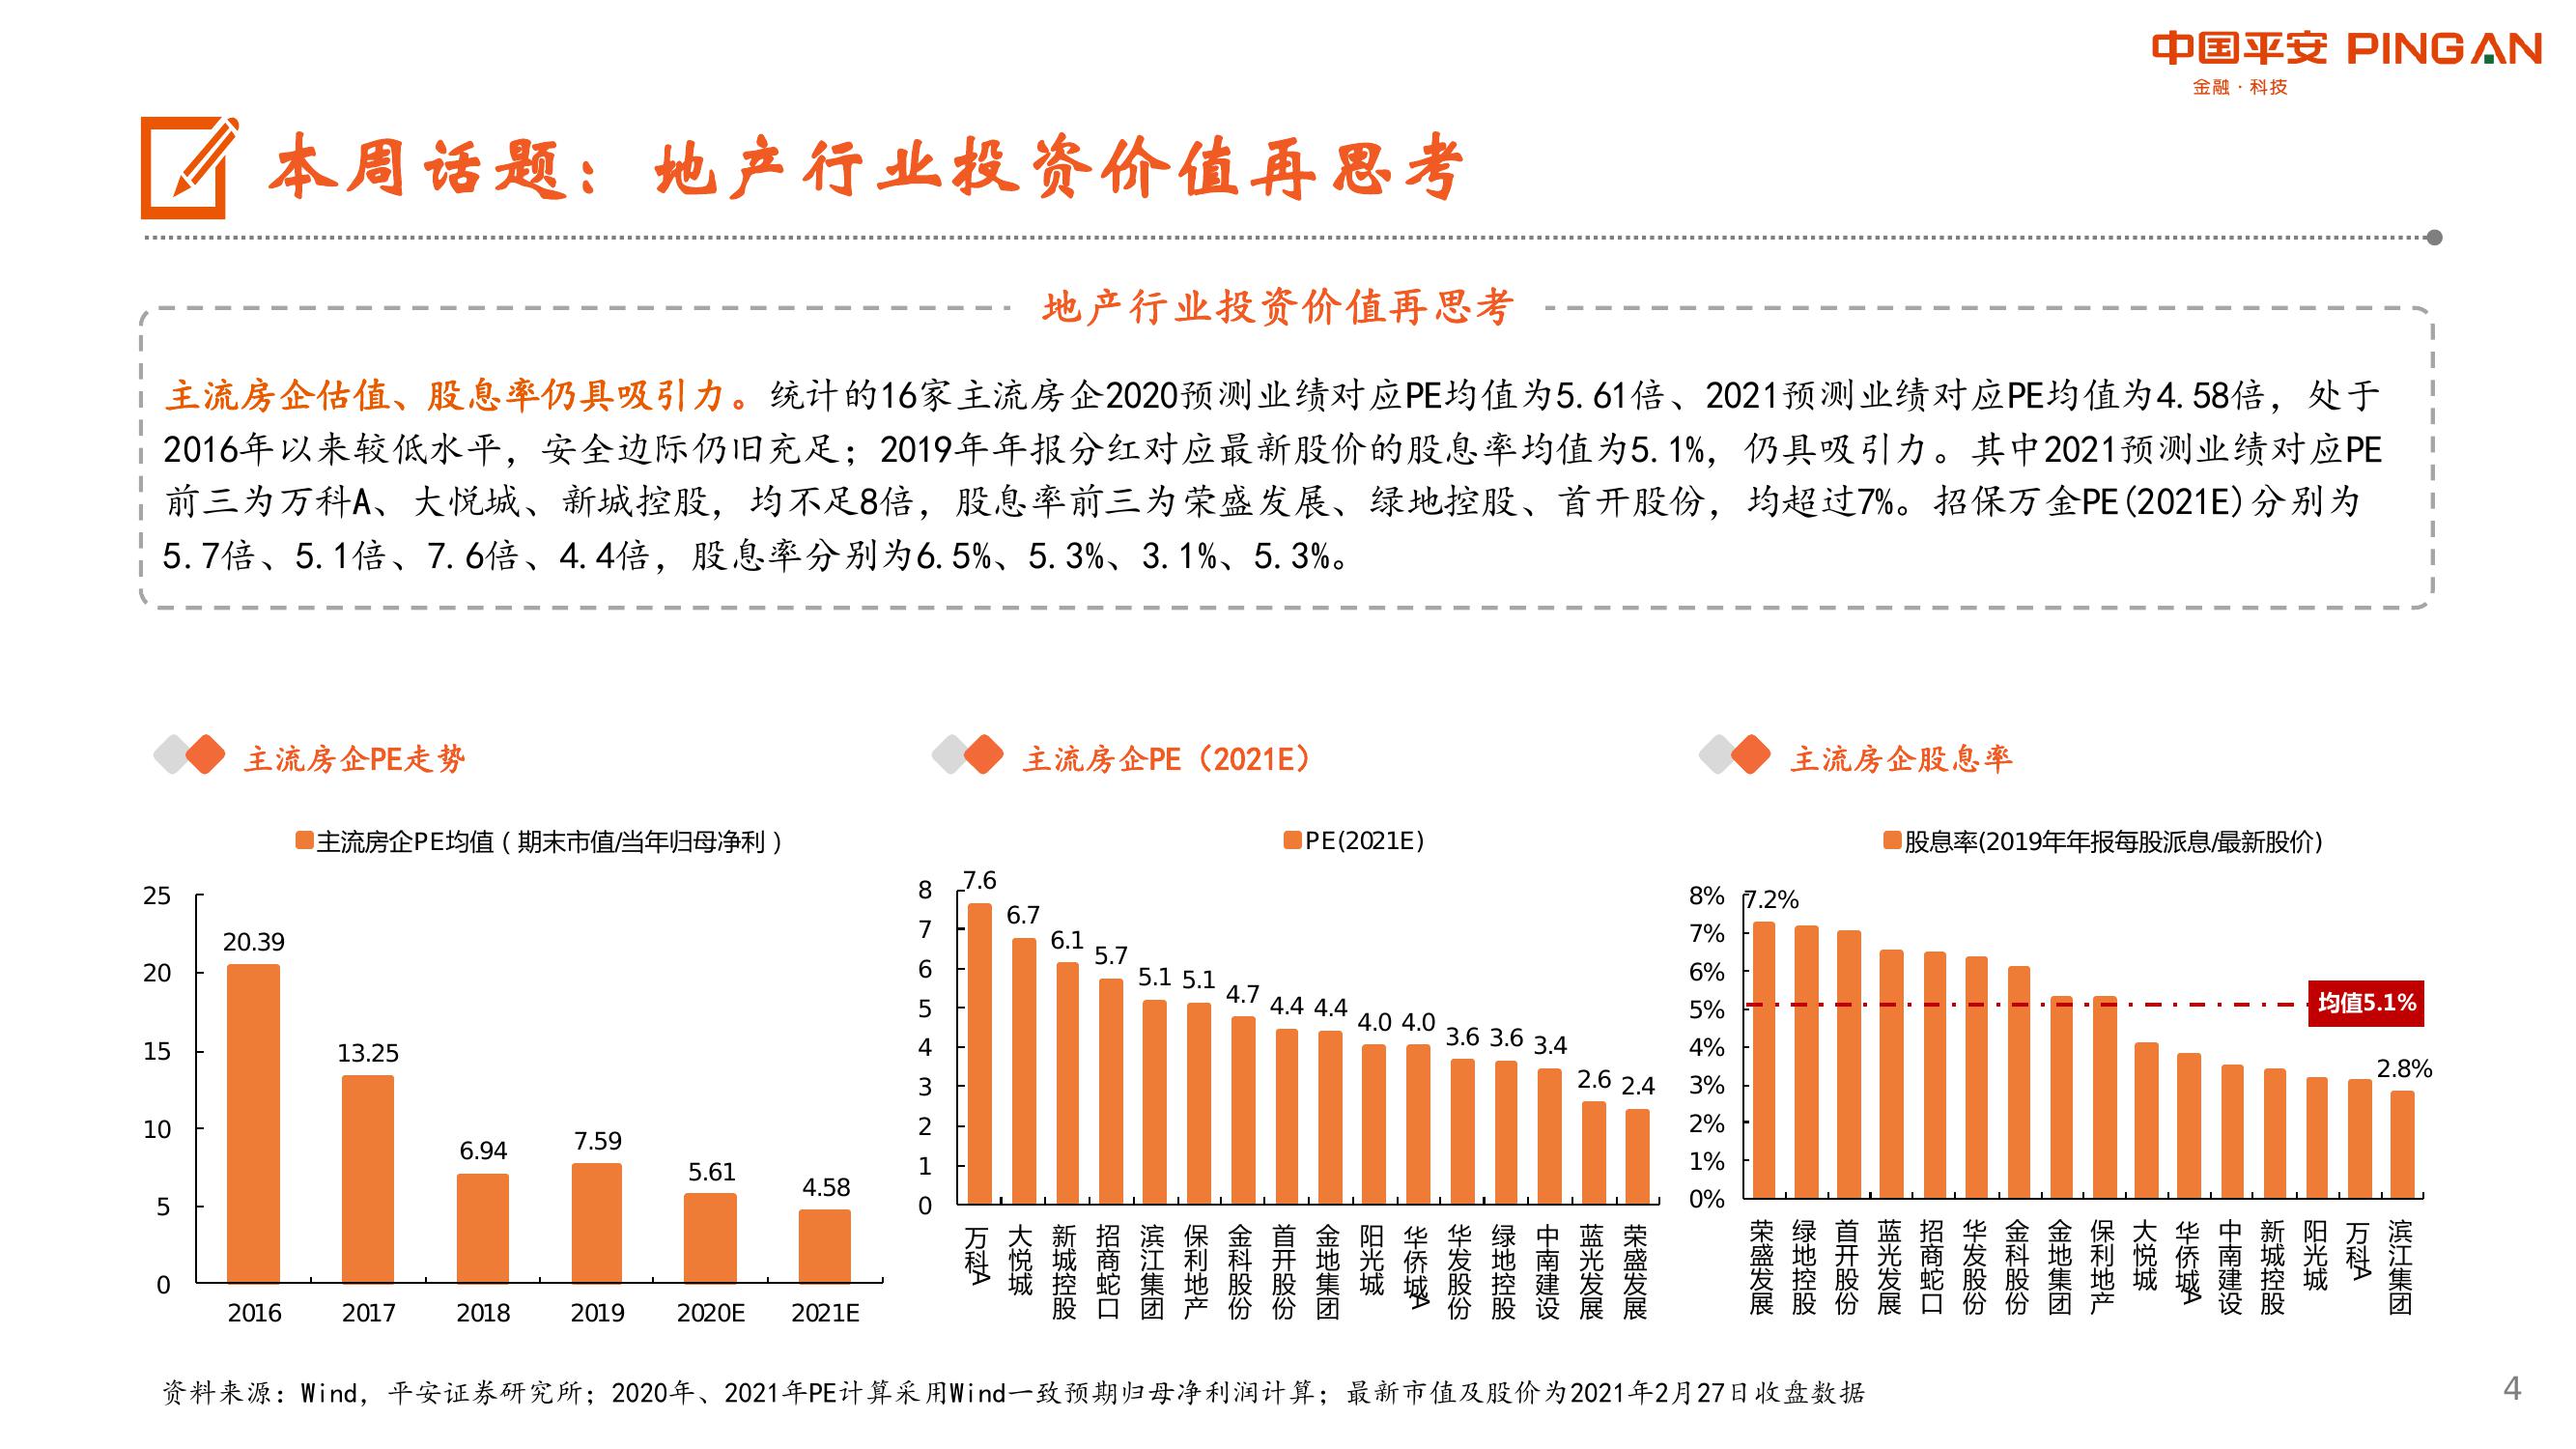 中国平安 PINGAN
金融·科技
本周话题：地产行业投资价值再思考
地产行业投资价值再思考
主流房企估值、股息率仍具吸引力。统计的16家主流房企2020预测业绩对应PE均值为5.61倍、2021预测业绩对应PE均值为4.58倍，处于
2016年以来较低水平，安全边际仍旧充足；2019年年报分红对应最新股价的股息率均值为5.1%，仍具吸引力。其中2021预测业绩对应PE
前三为万科A、大悦城、新城控股，均不足8倍，股息率前三为荣盛发展、绿地控股、首开股份，均超过7%。招保万金PE(2021E)分别为
5.7倍、5.1倍、7.6倍、4.4倍，股息率分别为6.5%、5.3%、3.1%、5.3%。
主流房企PE走势
主流房企PE均值（期末市值/当年归母净利）
25
20
15
10
5
0
20.39
13.25
6.94
7.59
5.61
4.58
2016
2017
2018
2019
2020E
2021E
主流房企PE（2021E）
PE(2021E)
8
7
6
5
4
3
2
1
0
7.6
6.7
6.1
5.7
5.1
5.1
4.7
4.4
4.4
4.0
4.0
3.6
3.6
3.4
2.6
2.4
万科A
大悦城
新城控股
招商蛇口
滨江集团
保利地产
金科股份
首开股份
金地集团
阳光城
华侨城A
华发股份
绿地控股
中南建设
蓝光发展
荣盛发展
主流房企股息率
股息率(2019年年报每股派息/最新股价)
8%
7%
6%
5%
4%
3%
2%
1%
0%
7.2%
均值5.1%
2.8%
荣盛发展
绿地控股
首开股份
蓝光发展
招商蛇口
华发股份
金科股份
金地集团
保利地产
大悦城
华侨城A
中南建设
新城控股
阳光城
万科A
滨江集团
资料来源：Wind，平安证券研究所；2020年、2021年PE计算采用Wind一致预期归母净利润计算；最新市值及股价为2021年2月27日收盘数据
4